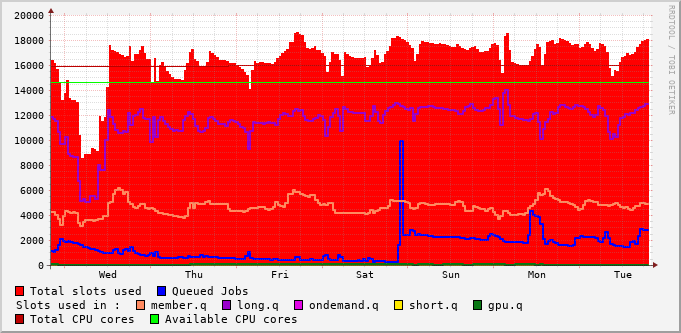 20000
18000
16000
14000
12000
10000
8000
6000
4000
2000
0
Wed Thu Fri Sat Sun Mon Tue
RRDTOOL / TOBI OETIKER
Total slots used Queued Jobs
Slots used in : member.q long.q ondemand.q short.q gpu.q
Total CPU cores Available CPU cores